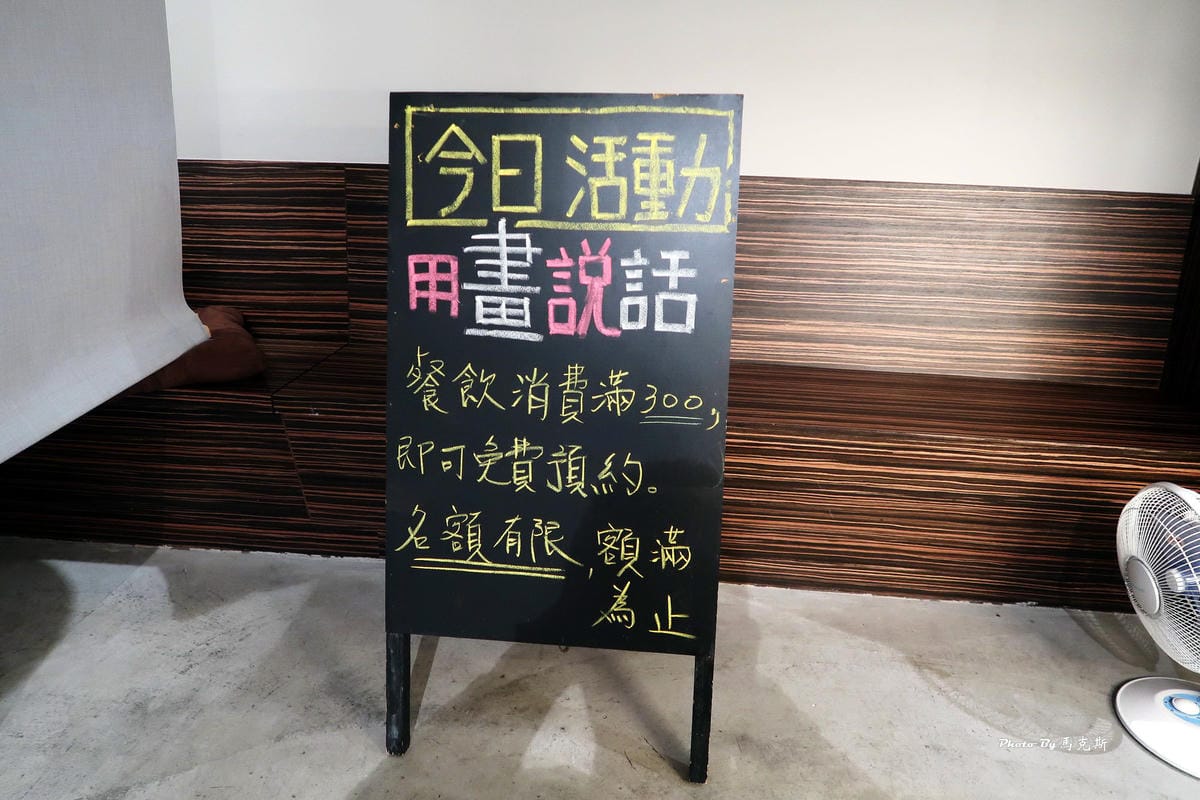 今日活動
用畫說話
餐飲消費滿300,
即可免費預約。
名額有限,額滿
為止
Photo By 馬克斯